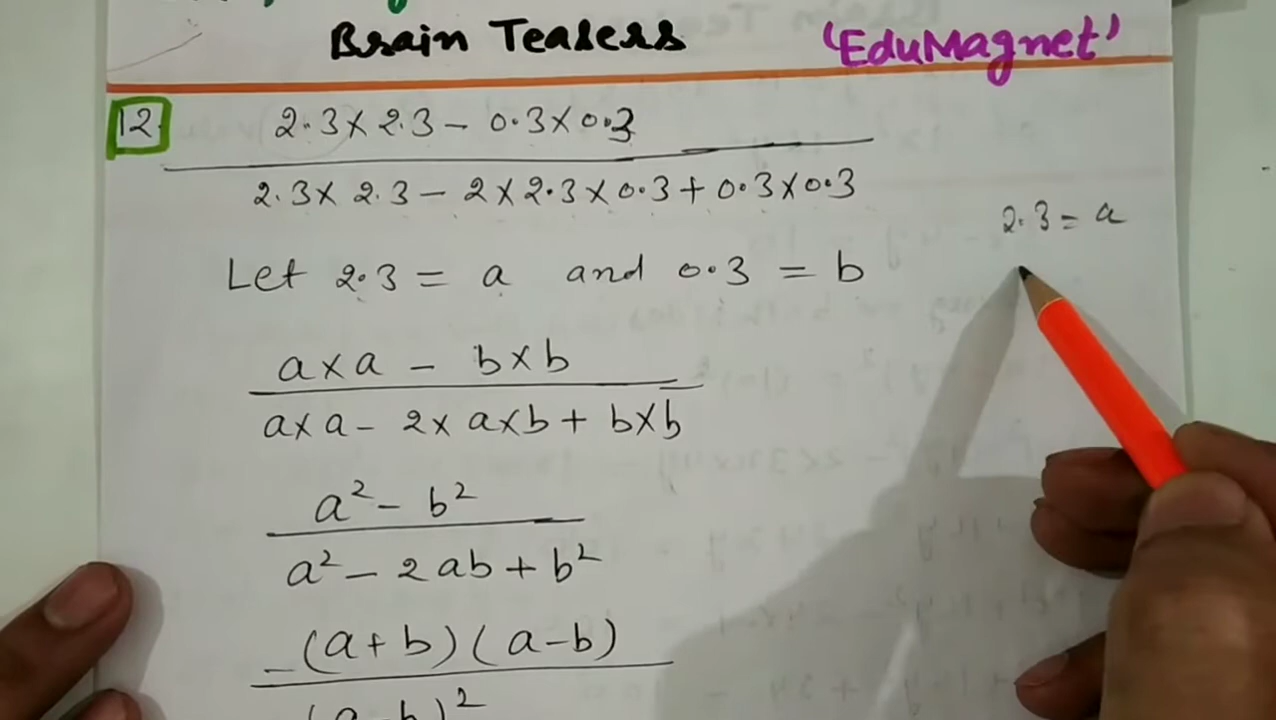 Brain Teasers 'EduMagnet'
12. 2.3×2.3 - 0.3×0.3
2.3× 2.3 - 2×2.3×0.3+0.3×0.3
2.3 = a
Let 2.3 = a and 0.3 = b
a×a - b×b
a×a - 2× a×b + b×b
a² - b²
a² - 2ab + b²
(a+b)(a-b)
(a-b)²